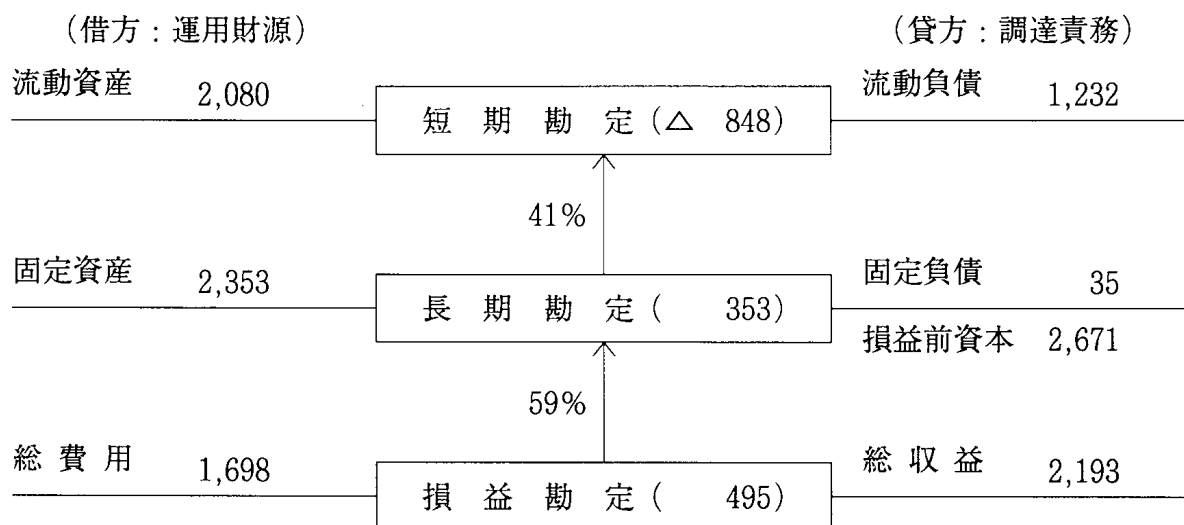 (借方：運用財源) (貸方：調達責務)
流動資産 2,080 短期勘定(△ 848) 流動負債 1,232
41%
固定資産 2,353 長期勘定( 353) 固定負債 35
損益前資本 2,671
59%
総費用 1,698 損益勘定( 495) 総収益 2,193